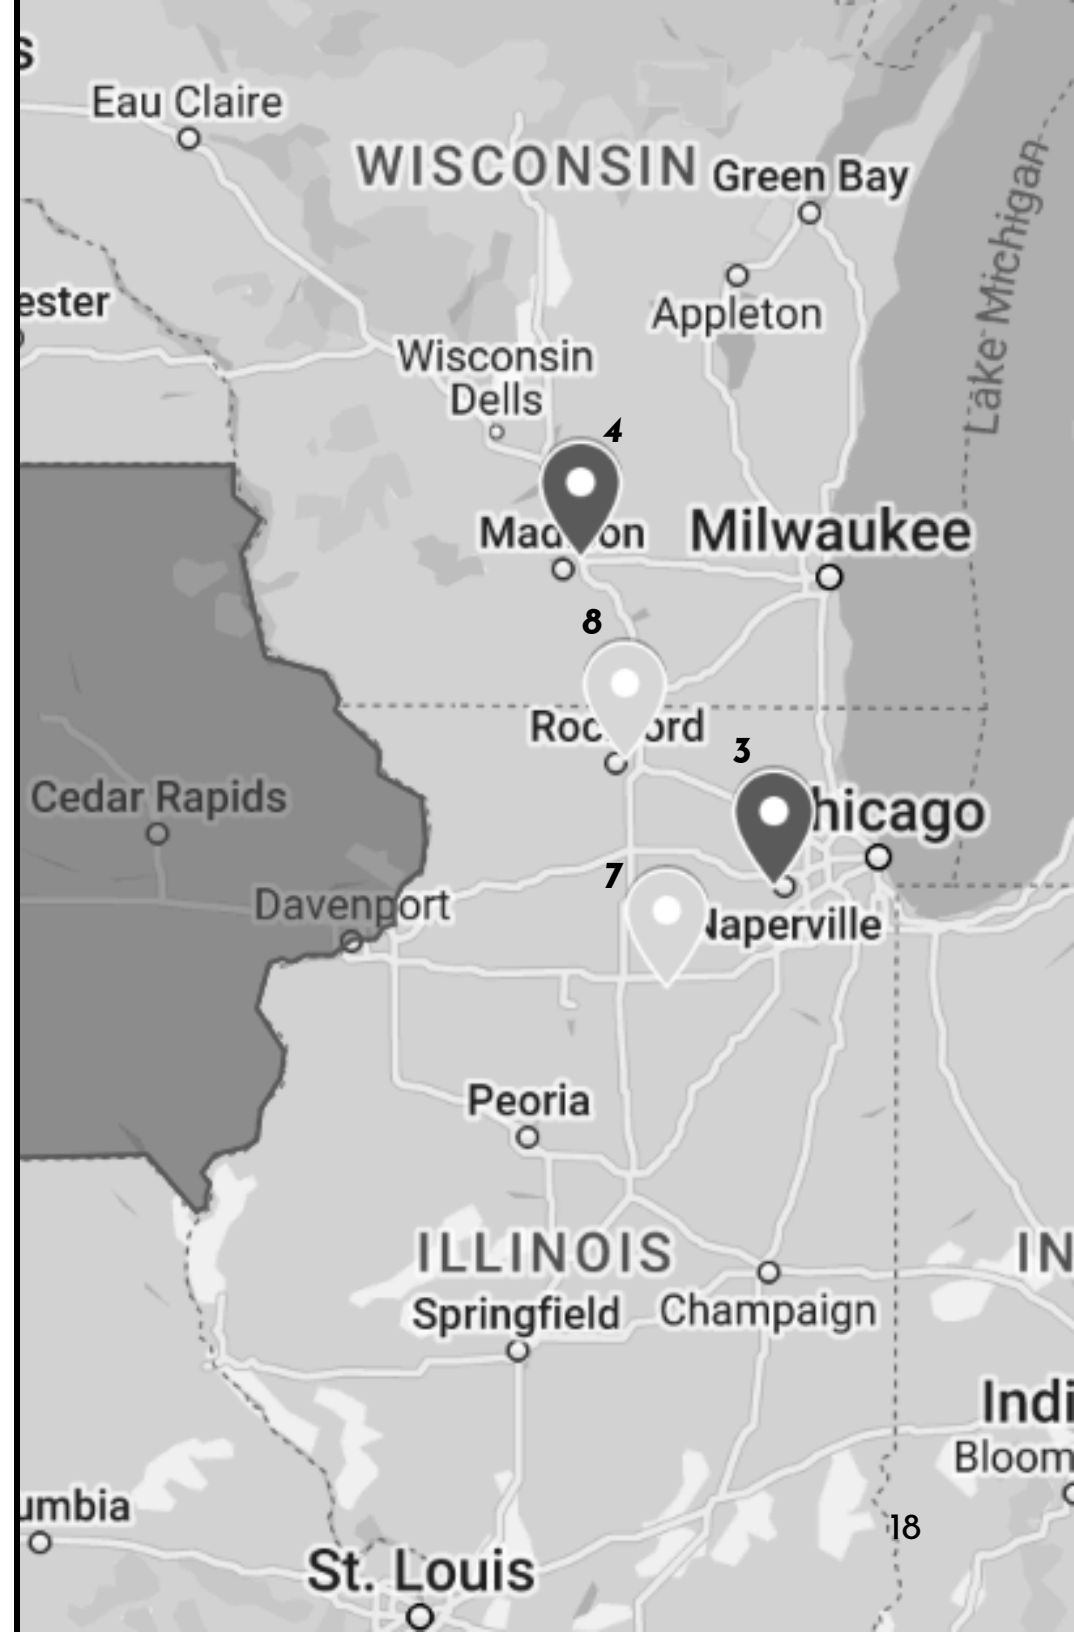 s
Eau Claire
WISCONSIN
Green Bay
Lake Michigan
Appleton
ester
Wisconsin
Dells
4
Milwaukee
8
3
hicago
Cedar Rapids
7
Davenport
Naperville
Peoria
ILLINOIS
IN
Springfield
Champaign
Indi
Bloom
umbia
18
St. Louis